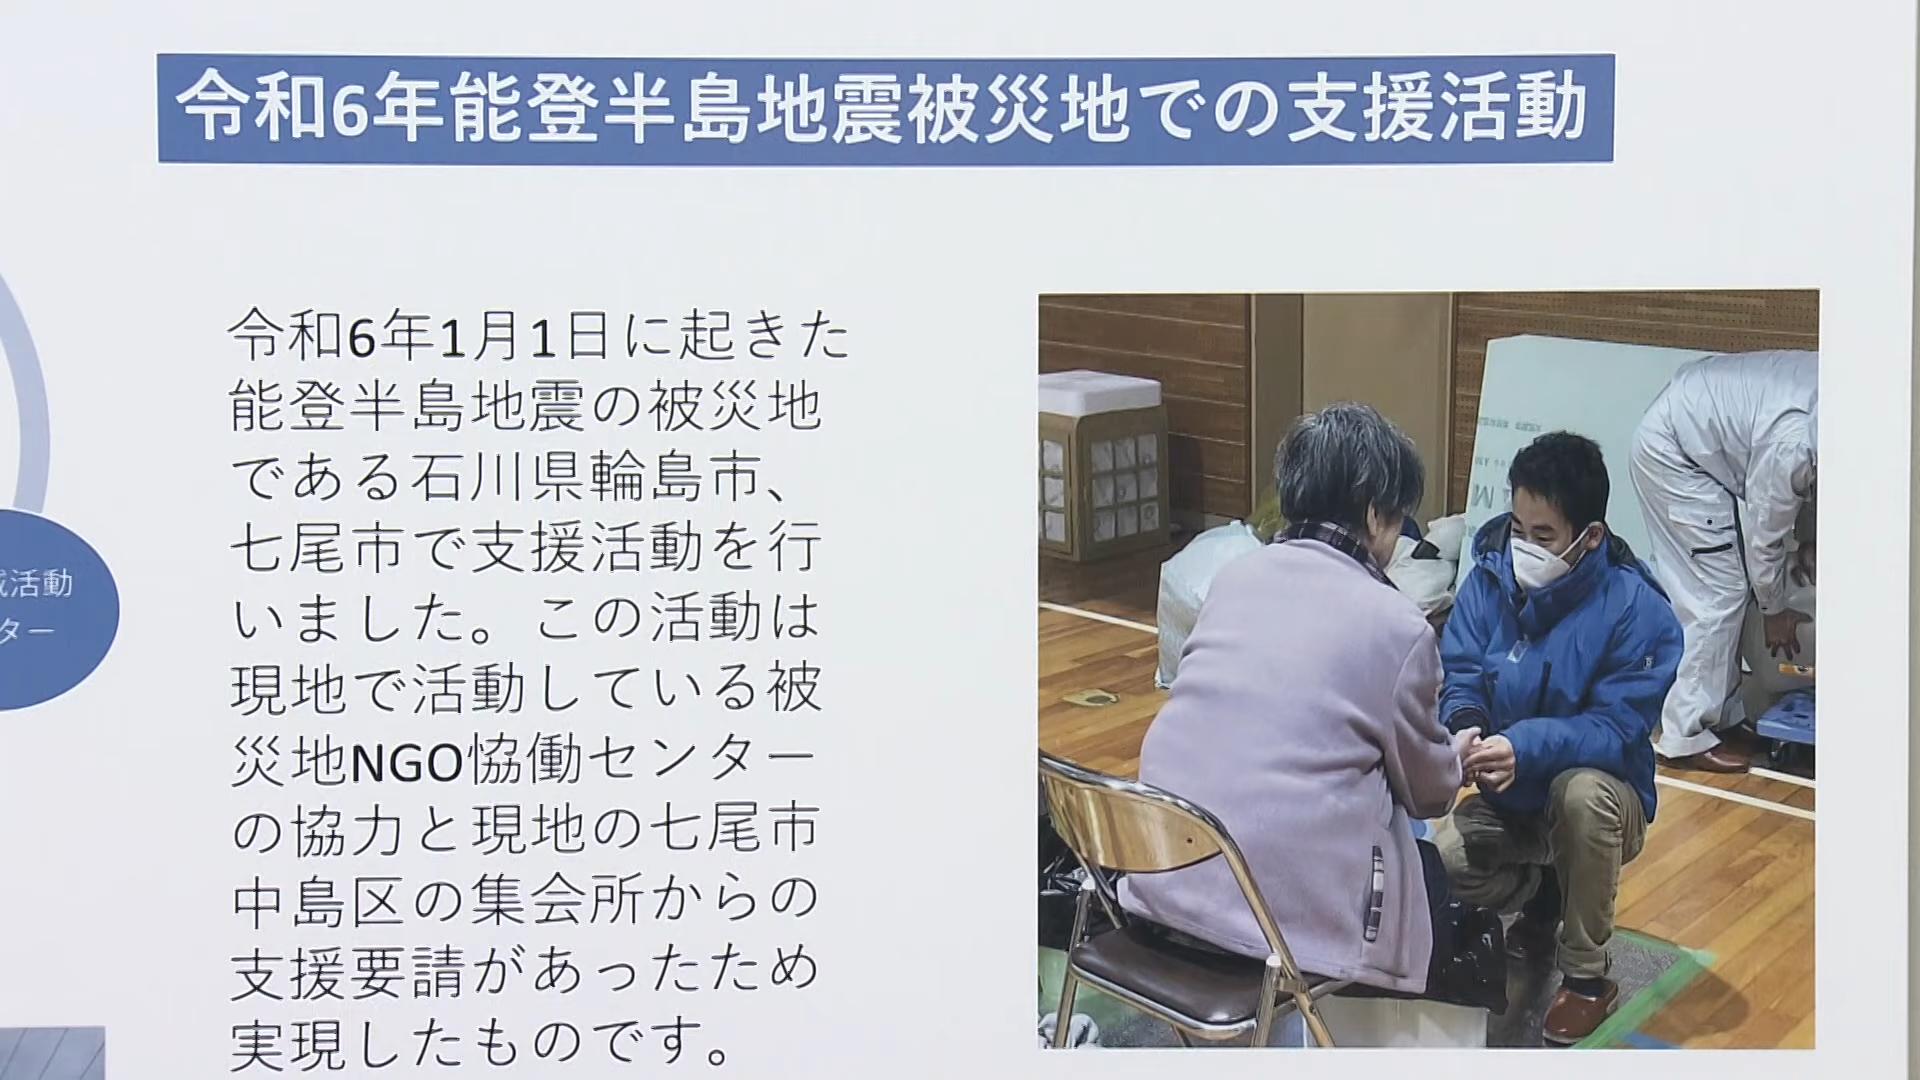 令和6年能登半島地震被災地での支援活動
令和6年1月1日に起きた
能登半島地震の被災地
である石川県輪島市、
七尾市で支援活動を行
いました。この活動は
現地で活動している被
災地NGO恊働センター
の協力と現地の七尾市
中島区の集会所からの
支援要請があったため
実現したものです。
活動
ター